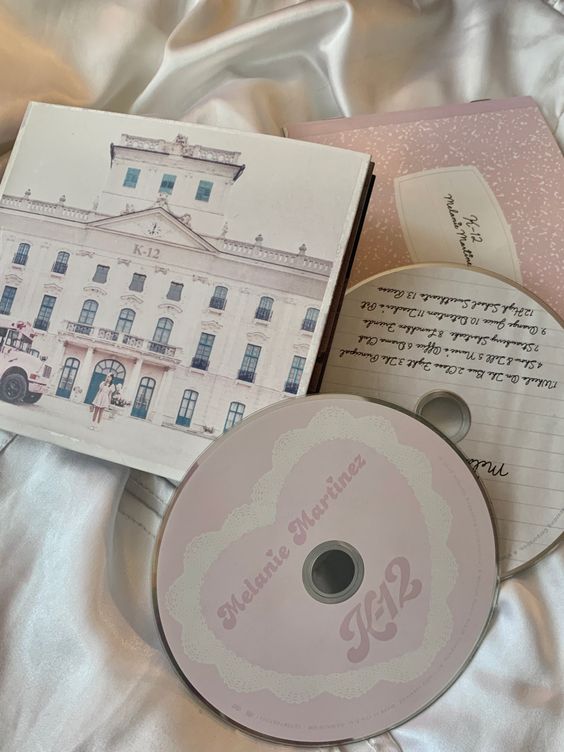 K-12
K-12
Melanie Martinez
1 Wheels On The Bus 2 Class Fight 3 The Principal
4 Show & Tell 5 Nurse's Office 6 Drama Club
7 Strawberry Shortcake 8 Lunchbox Friends
9 Orange Juice 10 Detention 11 Teacher's Pet
12 High School Sweethearts 13 Recess
Melanie Martinez
K-12